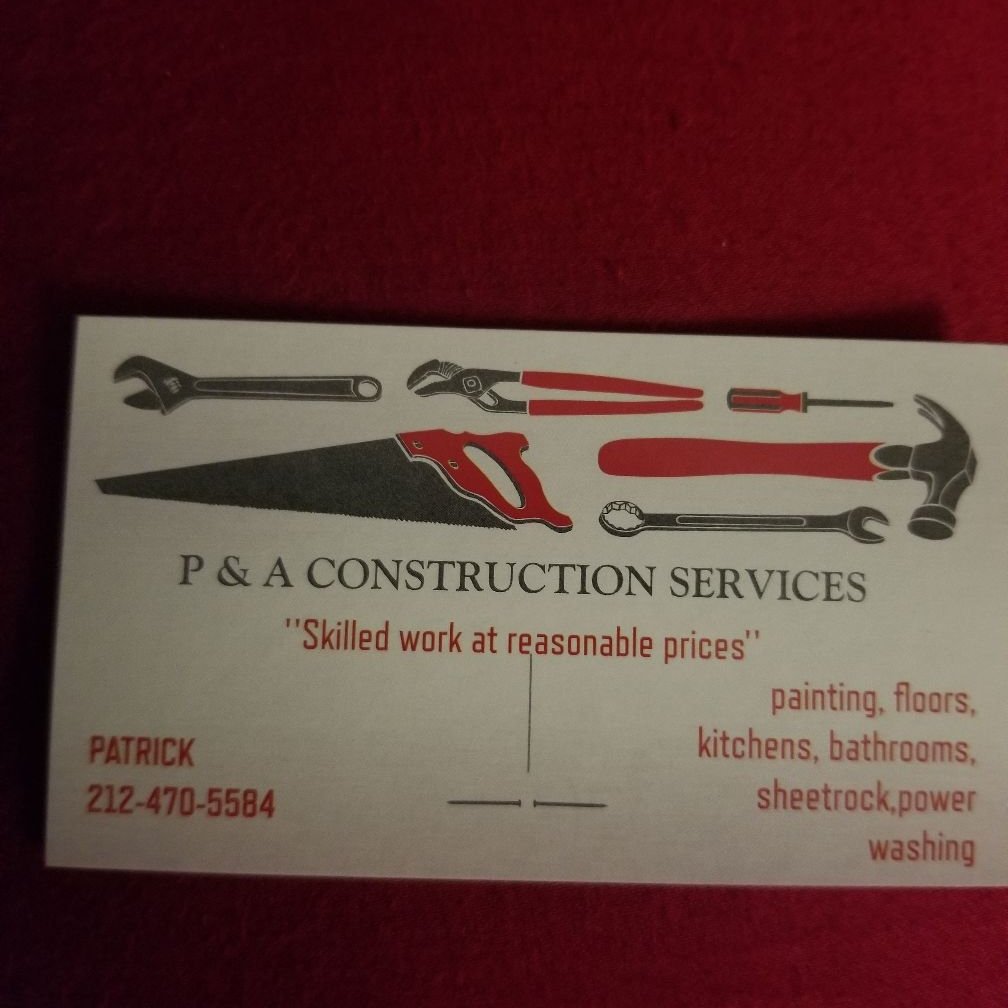 P & A CONSTRUCTION SERVICES
''Skilled work at reasonable prices''
PATRICK
212-470-5584
painting, floors,
kitchens, bathrooms,
sheetrock,power
washing